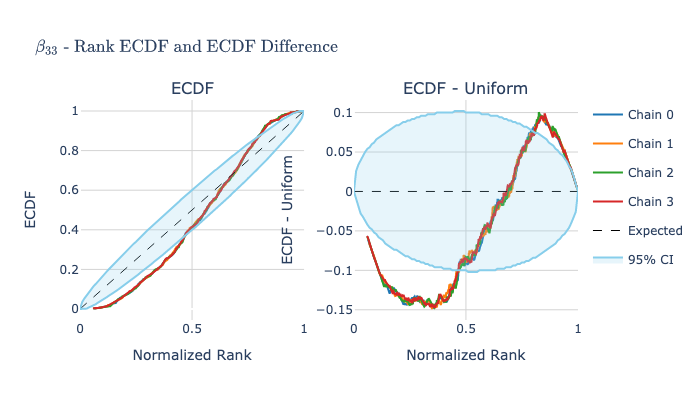 β33 - Rank ECDF and ECDF Difference
ECDF
ECDF - Uniform
ECDF
1
0.8
0.6
0.4
0.2
0
0
0.5
1
Normalized Rank
ECDF - Uniform
0.1
0.05
0
−0.05
−0.1
−0.15
0
0.5
1
Normalized Rank
Chain 0
Chain 1
Chain 2
Chain 3
Expected
95% CI